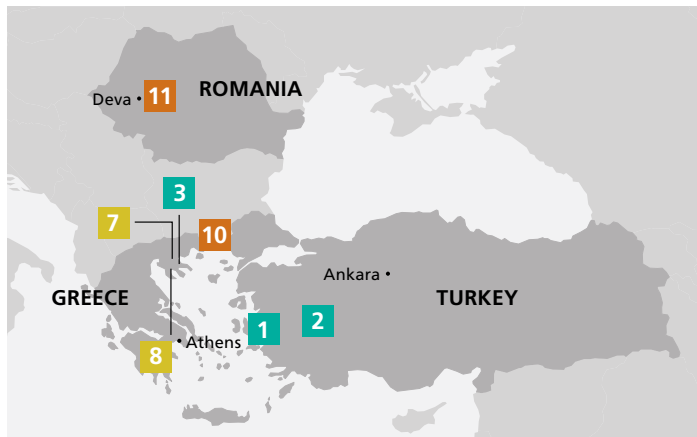 Deva
11
ROMANIA
3
7
10
Ankara
GREECE
TURKEY
1
2
8
Athens